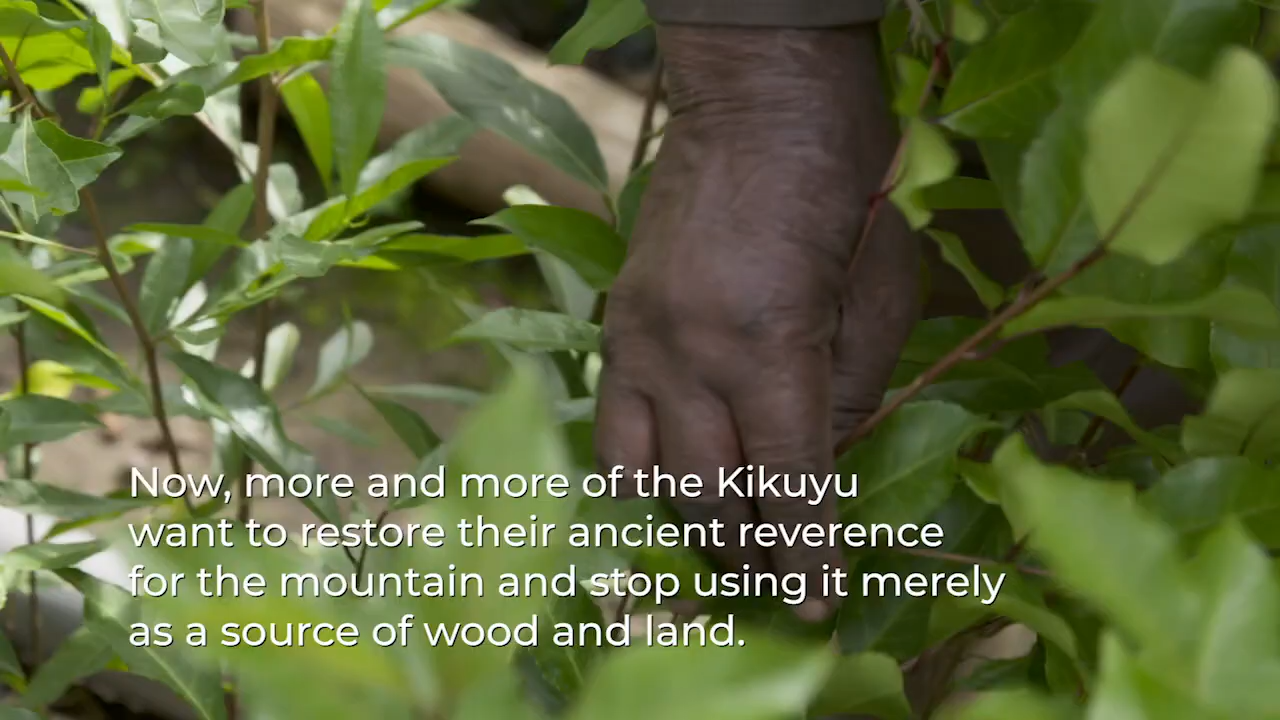 Now, more and more of the Kikuyu
want to restore their ancient reverence
for the mountain and stop using it merely
as a source of wood and land.